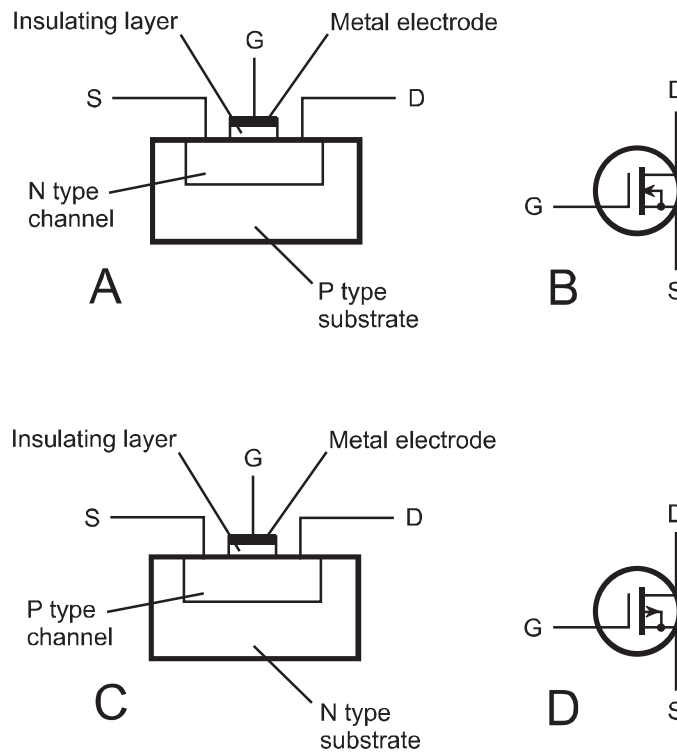 Insulating layer
Metal electrode
G
S
D
N type
channel
P type
substrate
A
D
G
S
B
Insulating layer
Metal electrode
G
S
D
P type
channel
N type
substrate
C
D
G
S
D